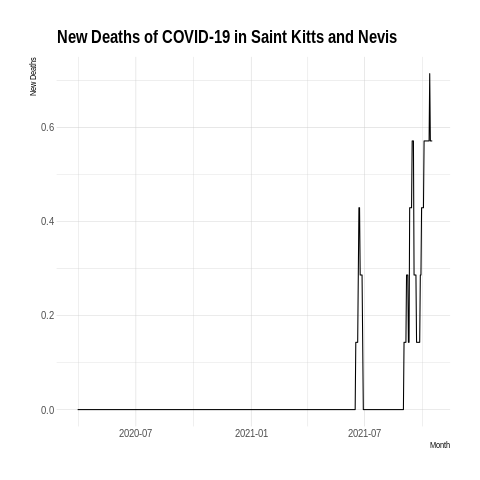 New Deaths of COVID-19 in Saint Kitts and Nevis
New Deaths
0.6
0.4
0.2
0.0
2020-07
2021-01
2021-07
Month